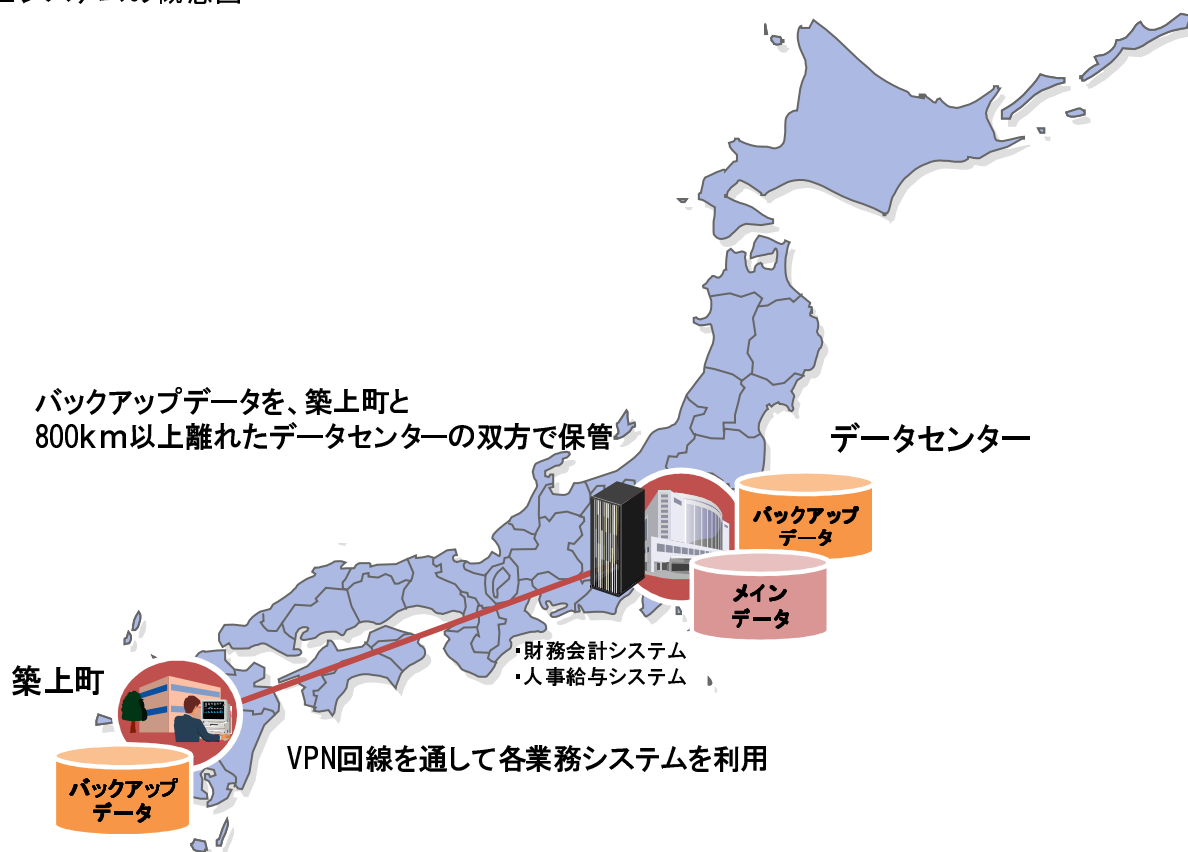 バックアップデータを、築上町と
800km以上離れたデータセンターの双方で保管
データセンター
バックアップ
データ
メイン
データ
・財務会計システム
・人事給与システム
築上町
VPN回線を通して各業務システムを利用
バックアップ
データ